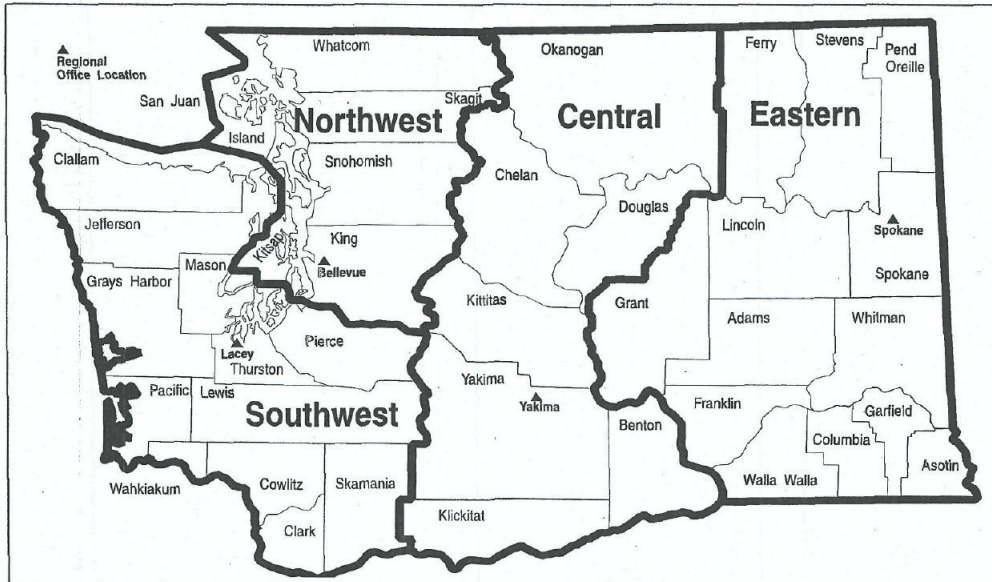 Regional
Office Location
San Juan
Whatcom
Skagit
Island
Northwest
Snohomish
King
Kitsap
Bellevue
Clallam
Jefferson
Mason
Grays Harbor
Lacey
Thurston
Pierce
Pacific
Lewis
Southwest
Wahkiakum
Cowlitz
Skamania
Clark
Okanogan
Central
Chelan
Douglas
Kittitas
Yakima
Yakima
Benton
Klickitat
Ferry
Stevens
Pend
Oreille
Eastern
Lincoln
Spokane
Spokane
Grant
Adams
Whitman
Franklin
Garfield
Columbia
Walla Walla
Asotin